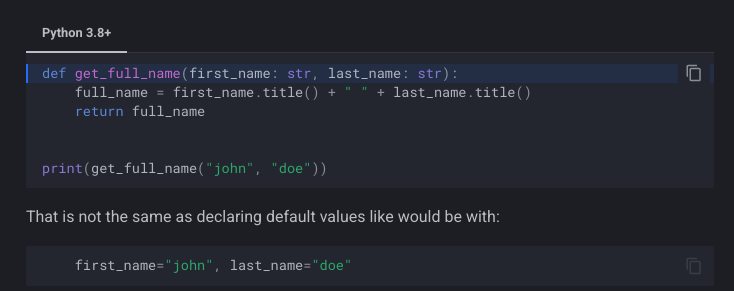 Python 3.8+
def get_full_name(first_name: str, last_name: str):
    full_name = first_name.title() + " " + last_name.title()
    return full_name
print(get_full_name("john", "doe"))
That is not the same as declaring default values like would be with:
    first_name="john", last_name="doe"